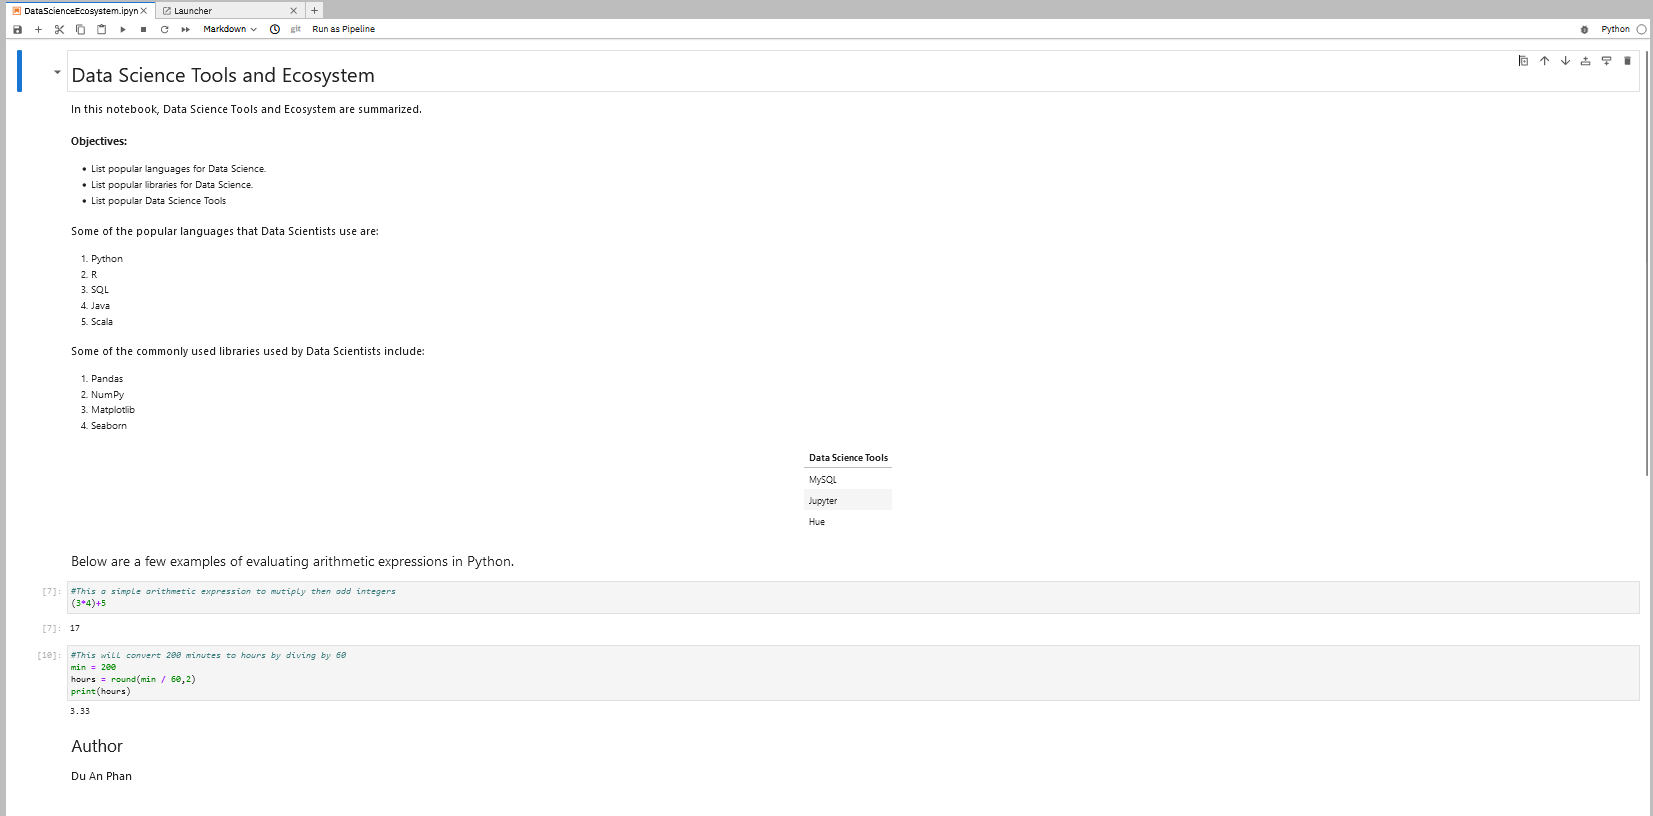 DataScienceEcosystem.ipyn
Launcher
Markdown
git
Run as Pipeline
Python
Data Science Tools and Ecosystem
In this notebook, Data Science Tools and Ecosystem are summarized.
Objectives:
• List popular languages for Data Science.
• List popular libraries for Data Science.
• List popular Data Science Tools
Some of the popular languages that Data Scientists use are:
1. Python
2. R
3. SQL
4. Java
5. Scala
Some of the commonly used libraries used by Data Scientists include:
1. Pandas
2. NumPy
3. Matplotlib
4. Seaborn
Data Science Tools
MySQL
Jupyter
Hue
Below are a few examples of evaluating arithmetic expressions in Python.
[7]: #This a simple arithmetic expression to mutiply then add integers
(3*4)+5
[7]: 17
[10]: #This will convert 200 minutes to hours by diving by 60
min = 200
hours = round(min / 60,2)
print(hours)
3.33
Author
Du An Phan